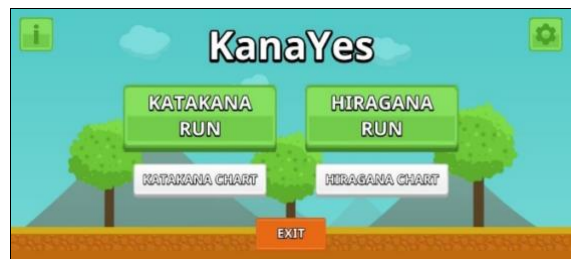 i
KanaYes
KATAKANA
RUN
HIRAGANA
RUN
KATAKANA CHART
HIRAGANA CHART
EXIT